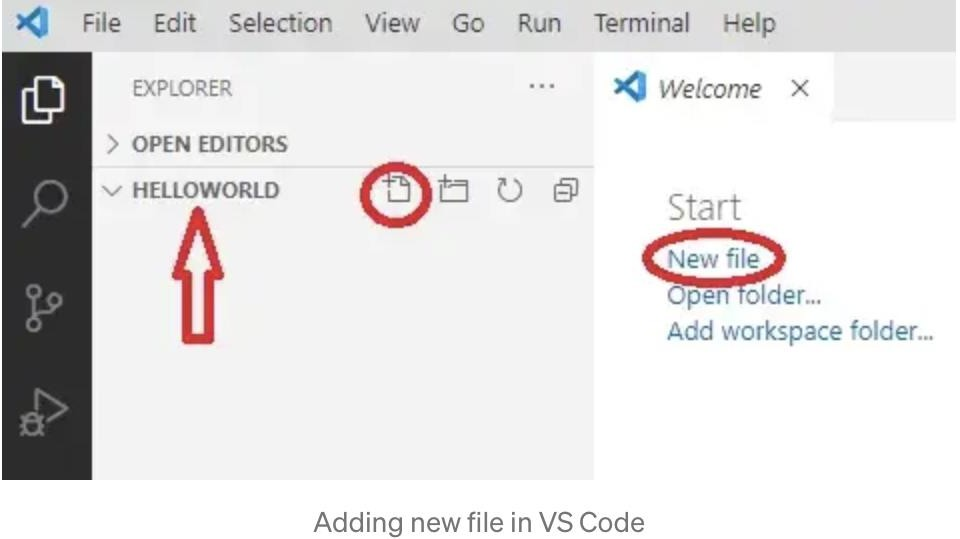 File Edit Selection View Go Run Terminal Help
EXPLORER ...
Welcome
OPEN EDITORS
HELLOWORLD
Start
New file
Open folder...
Add workspace folder...
Adding new file in VS Code